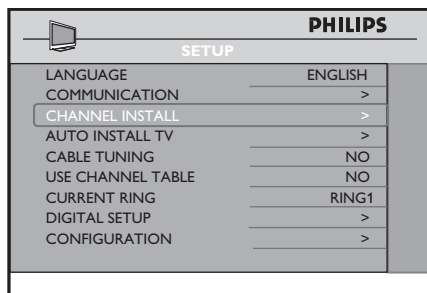 PHILIPS
SETUP
LANGUAGE ENGLISH
COMMUNICATION >
CHANNEL INSTALL >
AUTO INSTALL TV >
CABLE TUNING NO
USE CHANNEL TABLE NO
CURRENT RING RING1
DIGITAL SETUP >
CONFIGURATION >